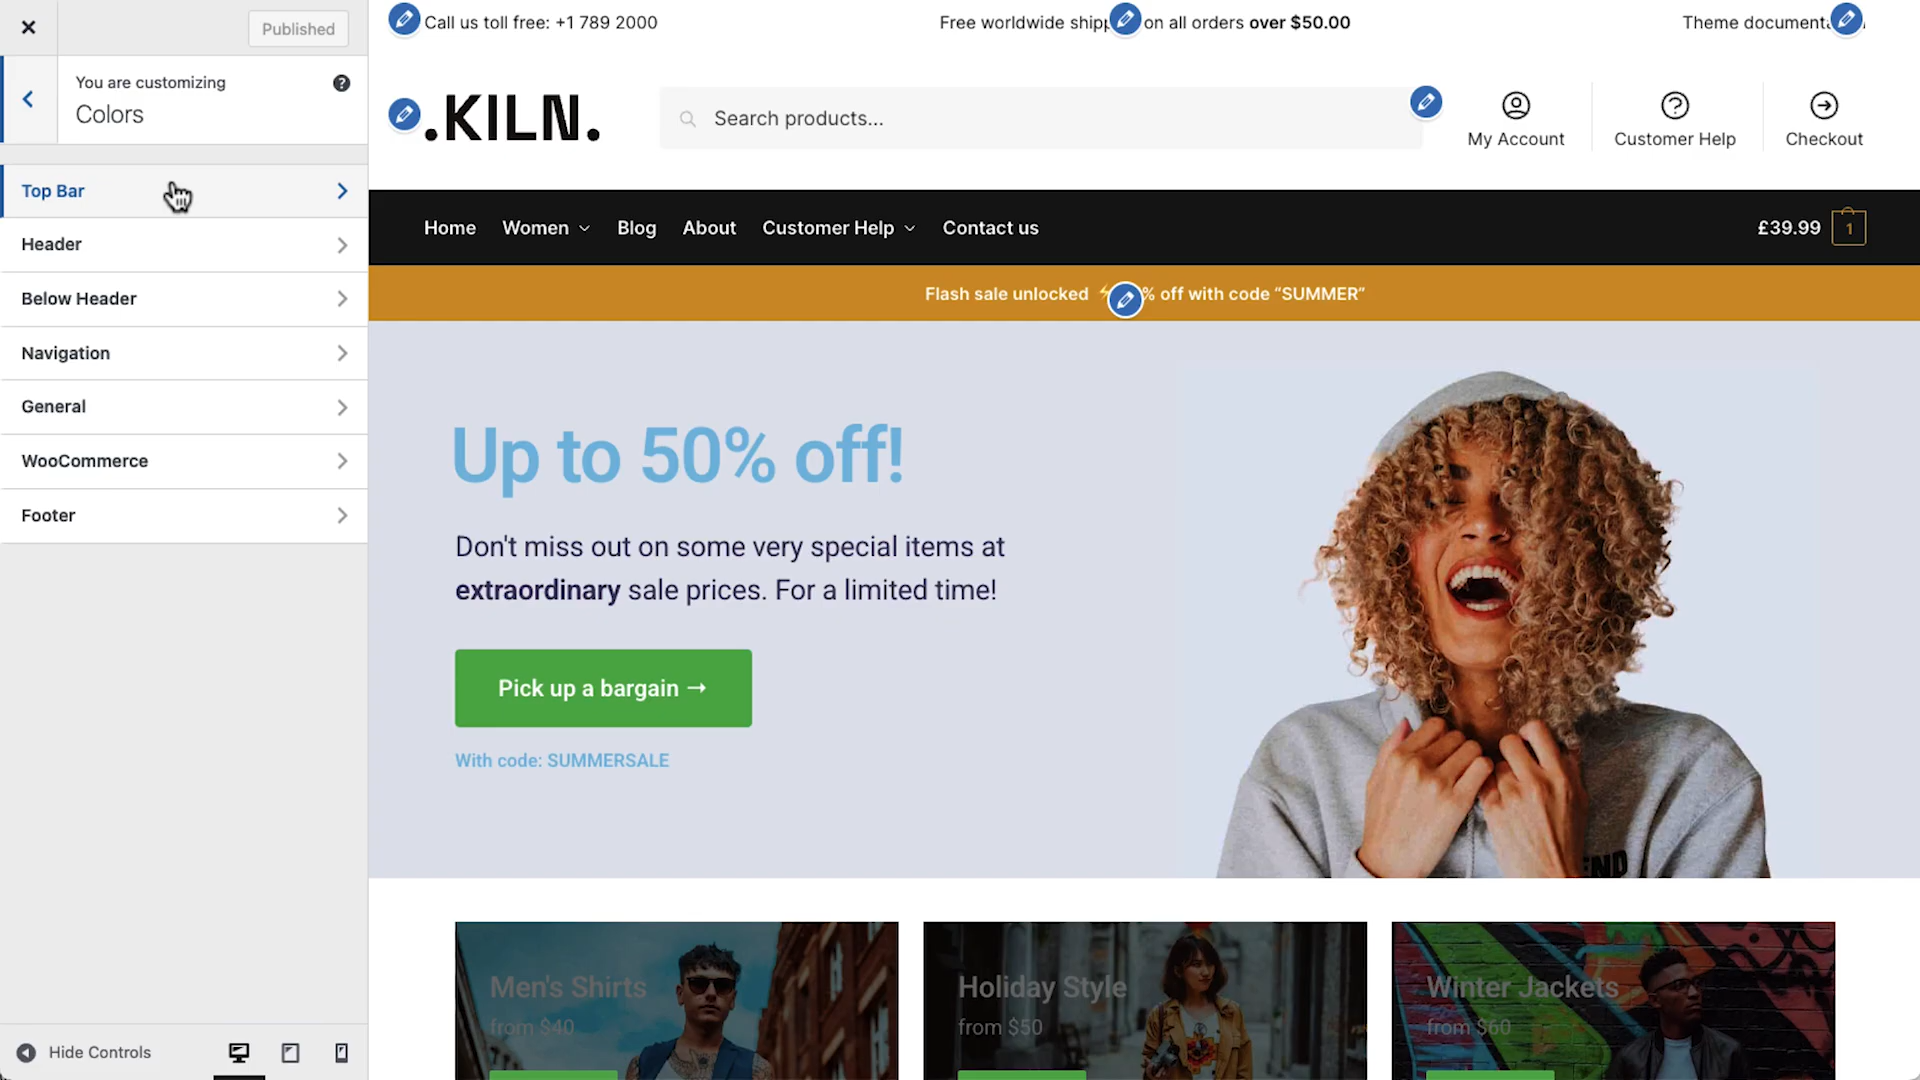 Published
You are customizing
Colors
Top Bar
Header
Below Header
Navigation
General
WooCommerce
Footer
Hide Controls
Call us toll free: +1 789 2000
Free worldwide on all orders over $50.00
Theme
.KILN.
Search products...
My Account
Customer Help
Checkout
Home
Women
Blog
About
Customer Help
Contact us
£39.99
1
Flash sale unlocked ⚡ % off with code “SUMMER”
Up to 50% off!
Don't miss out on some very special items at
extraordinary sale prices. For a limited time!
Pick up a bargain →
With code: SUMMERSALE
Men's Shirts
from $40
Holiday Style
from $50
Winter Jackets
from $60